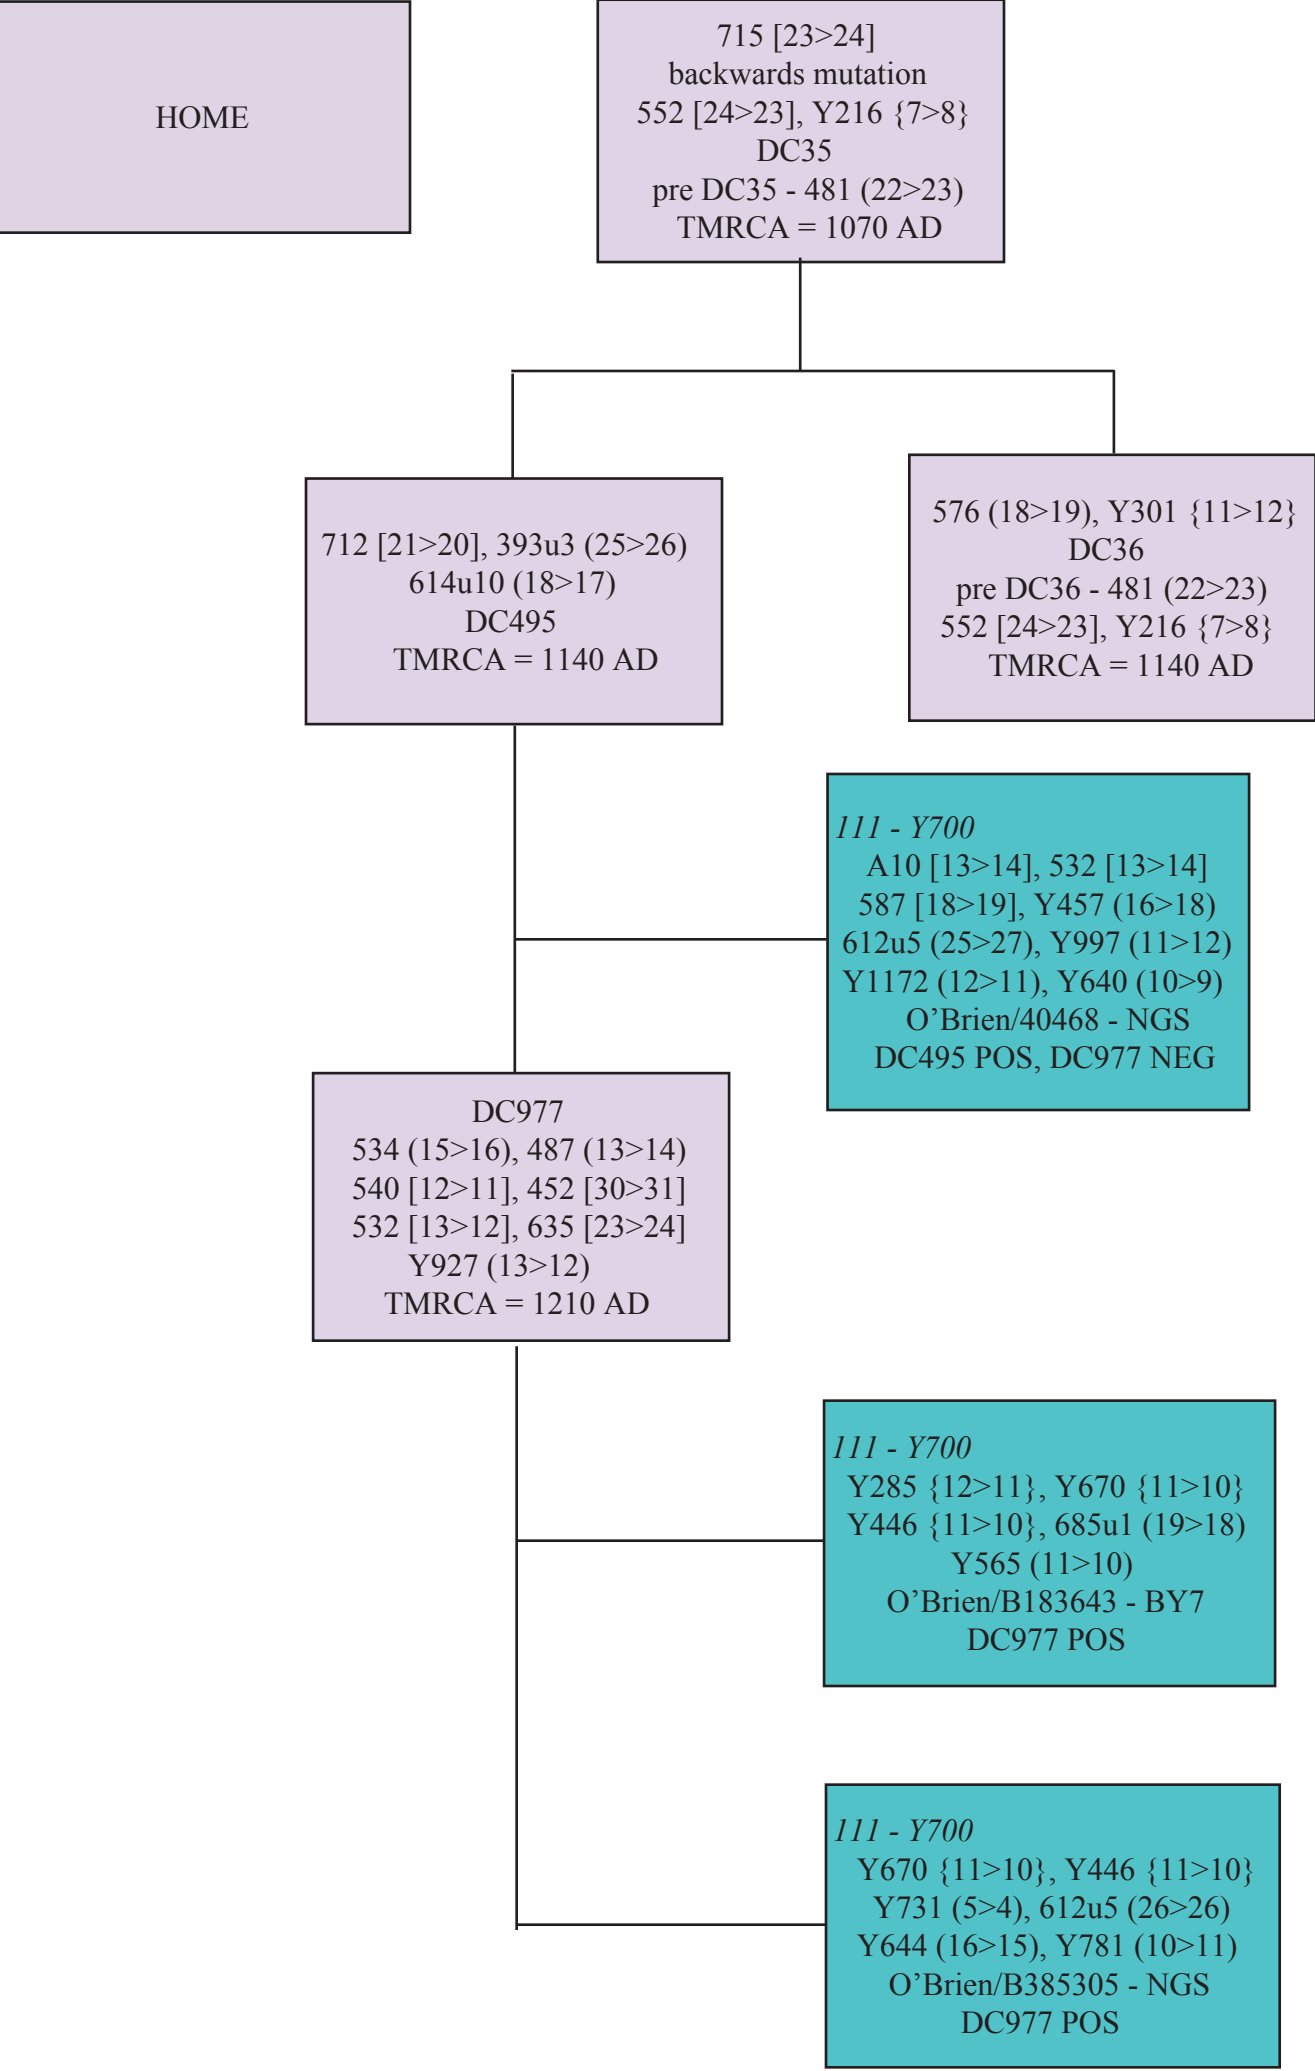 HOME
715 [23>24]
backwards mutation
552 [24>23], Y216 {7>8}
DC35
pre DC35 - 481 (22>23)
TMRCA = 1070 AD
712 [21>20], 393u3 (25>26)
614u10 (18>17)
DC495
TMRCA = 1140 AD
576 (18>19), Y301 {11>12}
DC36
pre DC36 - 481 (22>23)
552 [24>23], Y216 {7>8}
TMRCA = 1140 AD
111 - Y700
A10 [13>14], 532 [13>14]
587 [18>19], Y457 (16>18)
612u5 (25>27), Y997 (11>12)
Y1172 (12>11), Y640 (10>9)
O’Brien/40468 - NGS
DC495 POS, DC977 NEG
DC977
534 (15>16), 487 (13>14)
540 [12>11], 452 [30>31]
532 [13>12], 635 [23>24]
Y927 (13>12)
TMRCA = 1210 AD
111 - Y700
Y285 {12>11}, Y670 {11>10}
Y446 {11>10}, 685u1 (19>18)
Y565 (11>10)
O’Brien/B183643 - BY7
DC977 POS
111 - Y700
Y670 {11>10}, Y446 {11>10}
Y731 (5>4), 612u5 (26>26)
Y644 (16>15), Y781 (10>11)
O’Brien/B385305 - NGS
DC977 POS